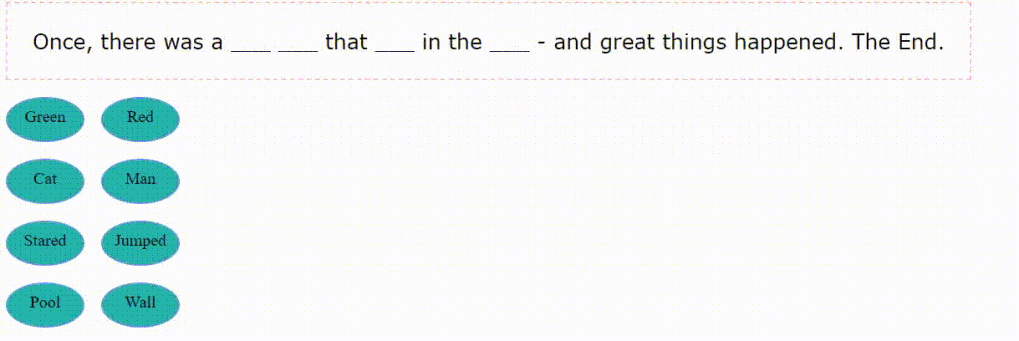 Once, there was a ___ ___ that ___ in the ___ - and great things happened. The End.
Green Red
Cat Man
Stared Jumped
Pool Wall